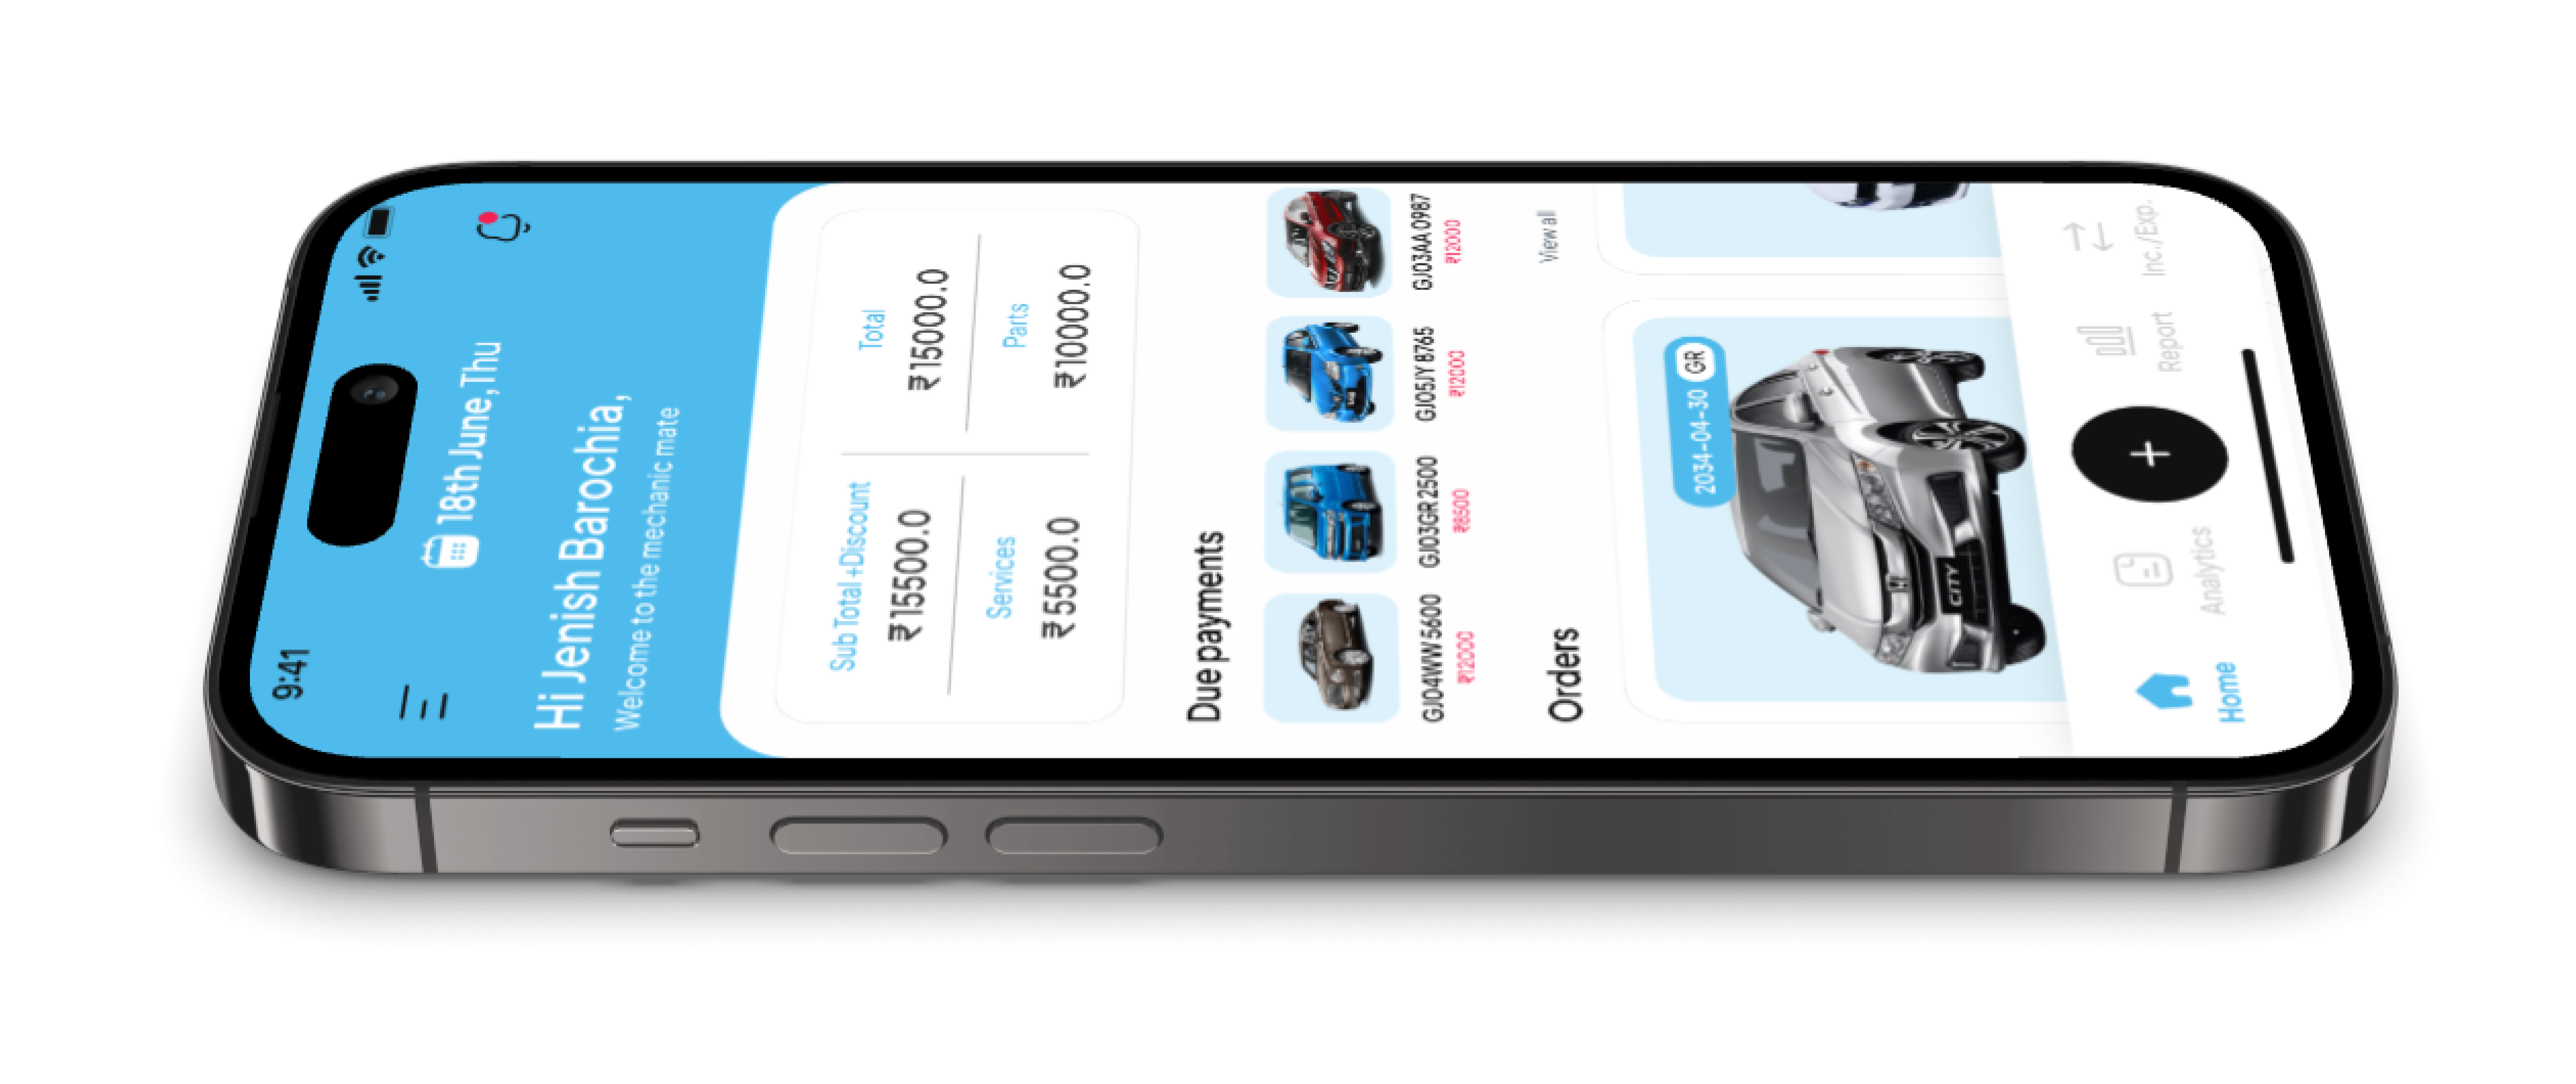 9:41
18th June,Thu
Hi Jenish Barochia,
Welcome to the mechanic mate
Sub Total +Discount
₹15500.0
Total
₹15000.0
Services
₹5500.0
Parts
₹10000.0
Due payments
GJ04WW5600
₹12000
GJ03GR2500
₹8500
GJ05JY8765
₹12000
GJ03AA0987
₹12000
Orders
View all
2034-04-30 GR
CITY
Home
Analytics
+
Report
Inc./Exp.